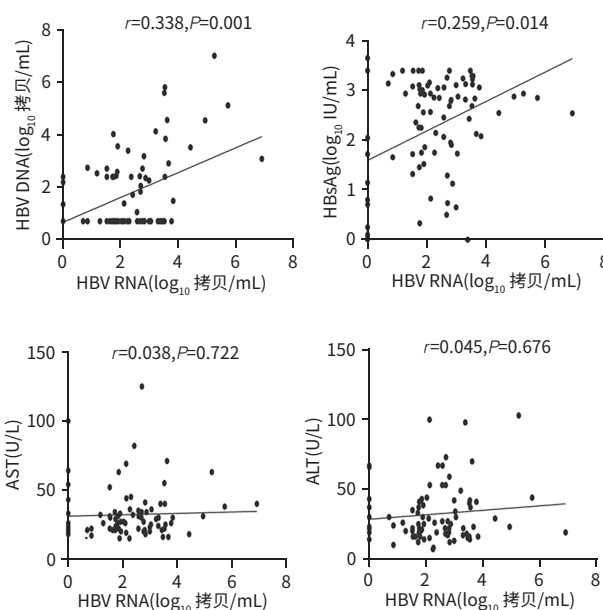 r=0.338,P=0.001
HBV DNA(log10 拷贝/mL)
8
6
4
2
0
0 2 4 6 8
HBV RNA(log10 拷贝/mL)
r=0.259,P=0.014
HBsAg(log10 IU/mL)
4
3
2
1
0
0 2 4 6 8
HBV RNA(log10 拷贝/mL)
r=0.038,P=0.722
AST(U/L)
150
100
50
0
0 2 4 6 8
HBV RNA(log10 拷贝/mL)
r=0.045,P=0.676
ALT(U/L)
150
100
50
0
0 2 4 6 8
HBV RNA(log10 拷贝/mL)